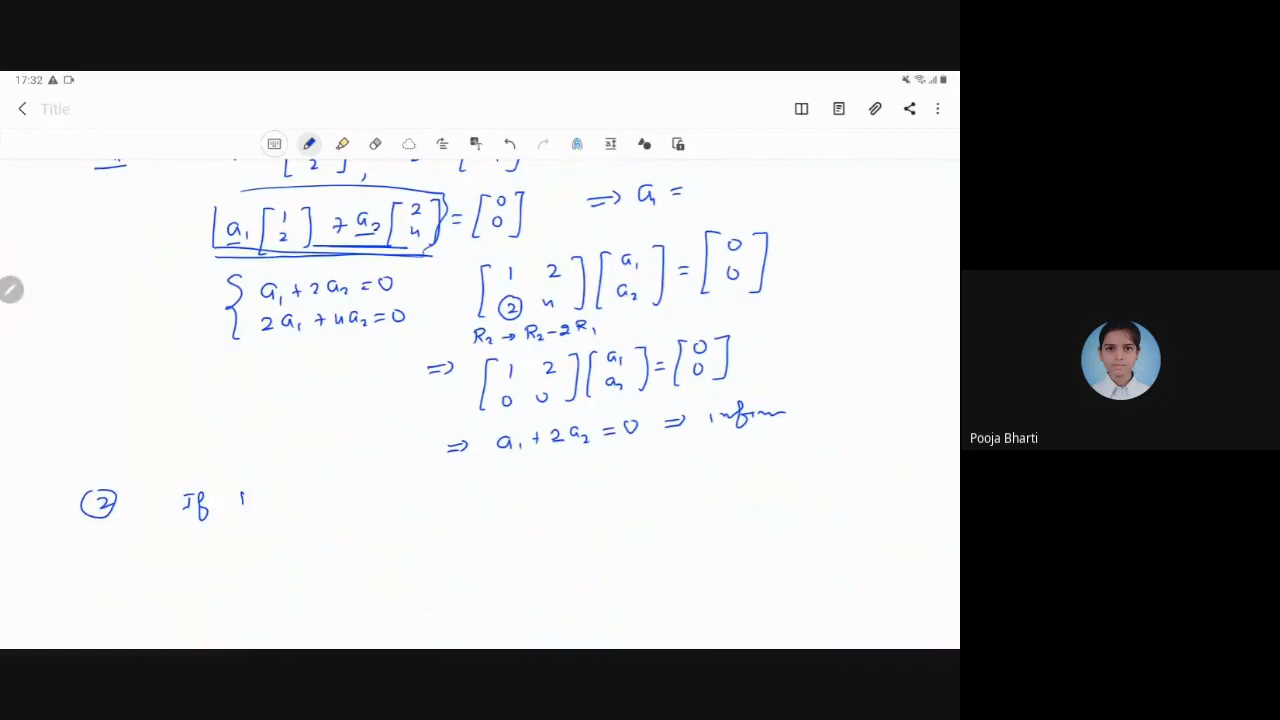 17:32
Title
[ 2 ] ,
a₁ [1 2] + a₂ [2 4] = [0 0] ⇒ a₁ =
{ a₁ + 2a₂ = 0
2a₁ + 4a₂ = 0
[1 2 2 4] [a₁ a₂] = [0 0]
R₂ → R₂ - 2R₁
⇒ [1 2 0 0] [a₁ a₂] = [0 0]
⇒ a₁ + 2a₂ = 0 ⇒ infin
② If
Pooja Bharti